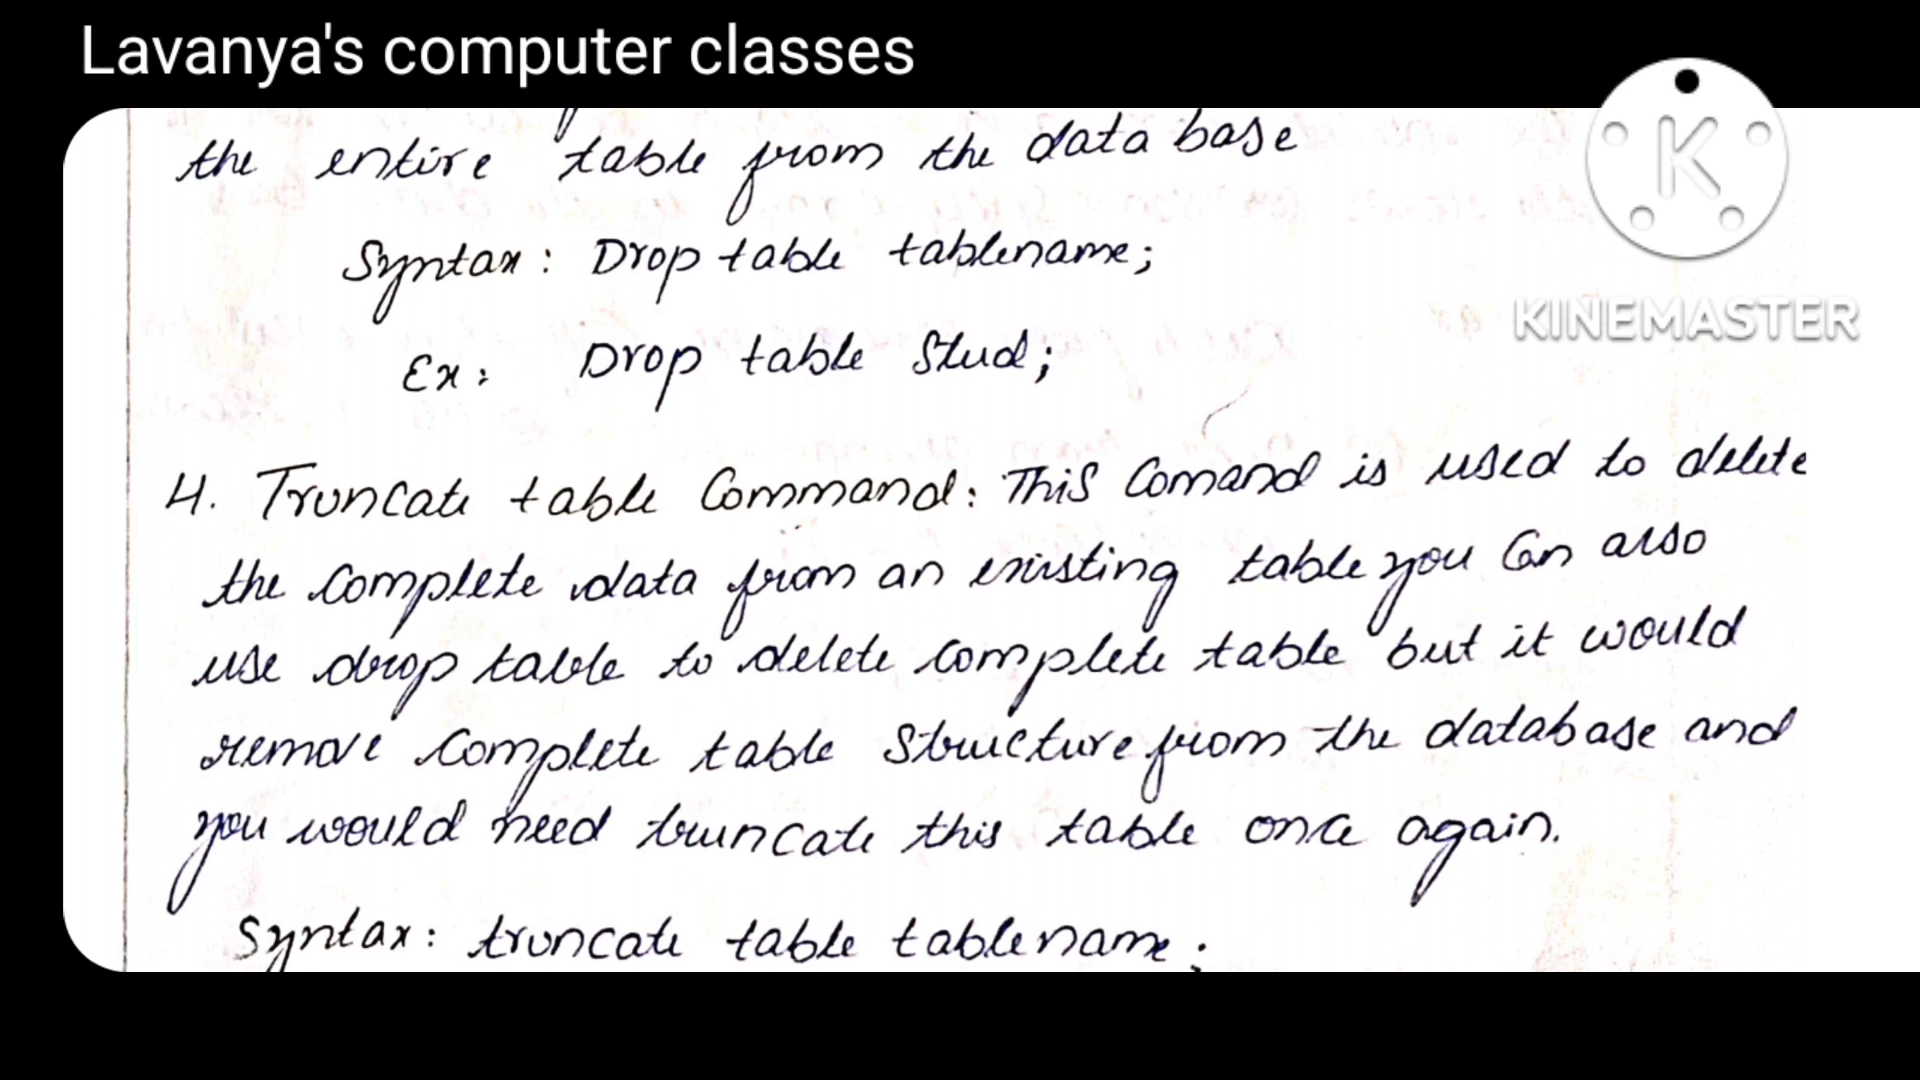 Lavanya's computer classes
K
KINEMASTER
the entire table from the data base
Syntax: Drop table tablename;
Ex: Drop table Stud;
4. Truncate table Command: This Comand is used to delete
the complete data from an existing table you Can also
use drop table to delete complete table but it would
remove complete table Structure from the database and
you would need truncate this table once again.
Syntax: truncate table tablename;